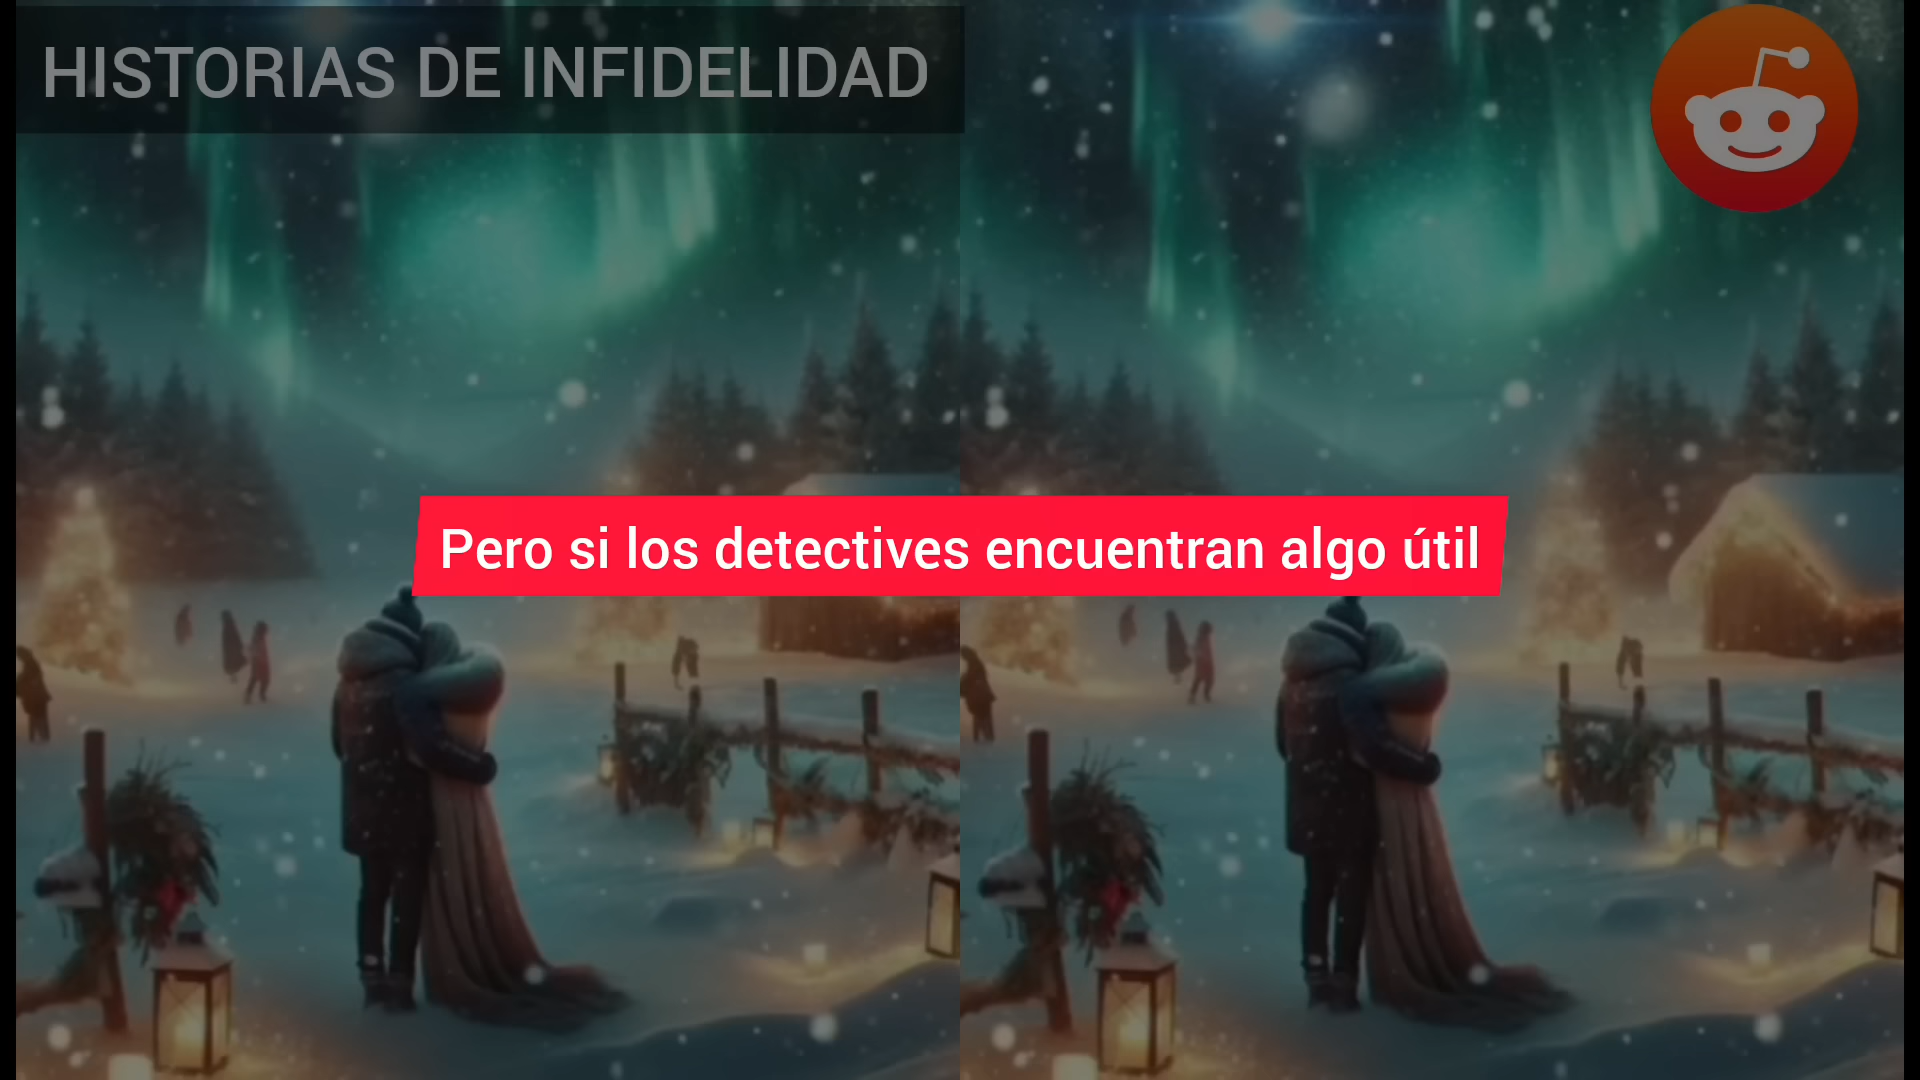 HISTORIAS DE INFIDELIDAD
Pero si los detectives encuentran algo útil